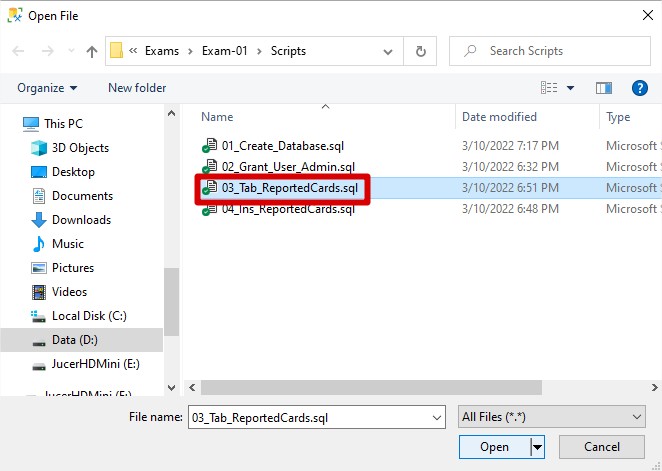 Open File
« Exams > Exam-01 > Scripts
Search Scripts
Organize
New folder
?
Name
Date modified
Type
This PC
3D Objects
Desktop
Documents
Downloads
Music
Pictures
Videos
Local Disk (C:)
Data (D:)
JucerHDMini (E:)
JucerHDMini (E:)
01_Create_Database.sql 3/10/2022 7:17 PM Microsoft S
02_Grant_User_Admin.sql 3/10/2022 6:32 PM Microsoft S
03_Tab_ReportedCards.sql 3/10/2022 6:51 PM Microsoft S
04_Ins_ReportedCards.sql 3/10/2022 6:48 PM Microsoft S
File name: 03_Tab_ReportedCards.sql
All Files (*.*)
Open
Cancel